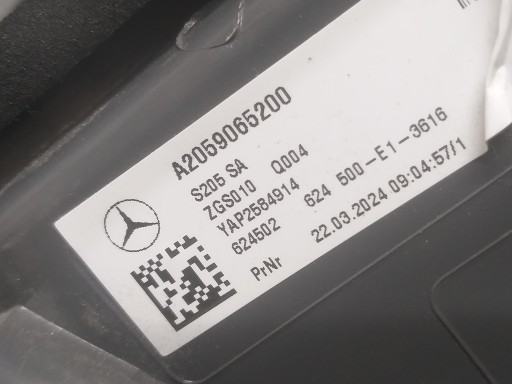 A2059065200
S205 SA
ZGS010 Q004
YAP2584914
624502 624 500-E1-3616
PrNr 22.03.2024 09:04:57/1